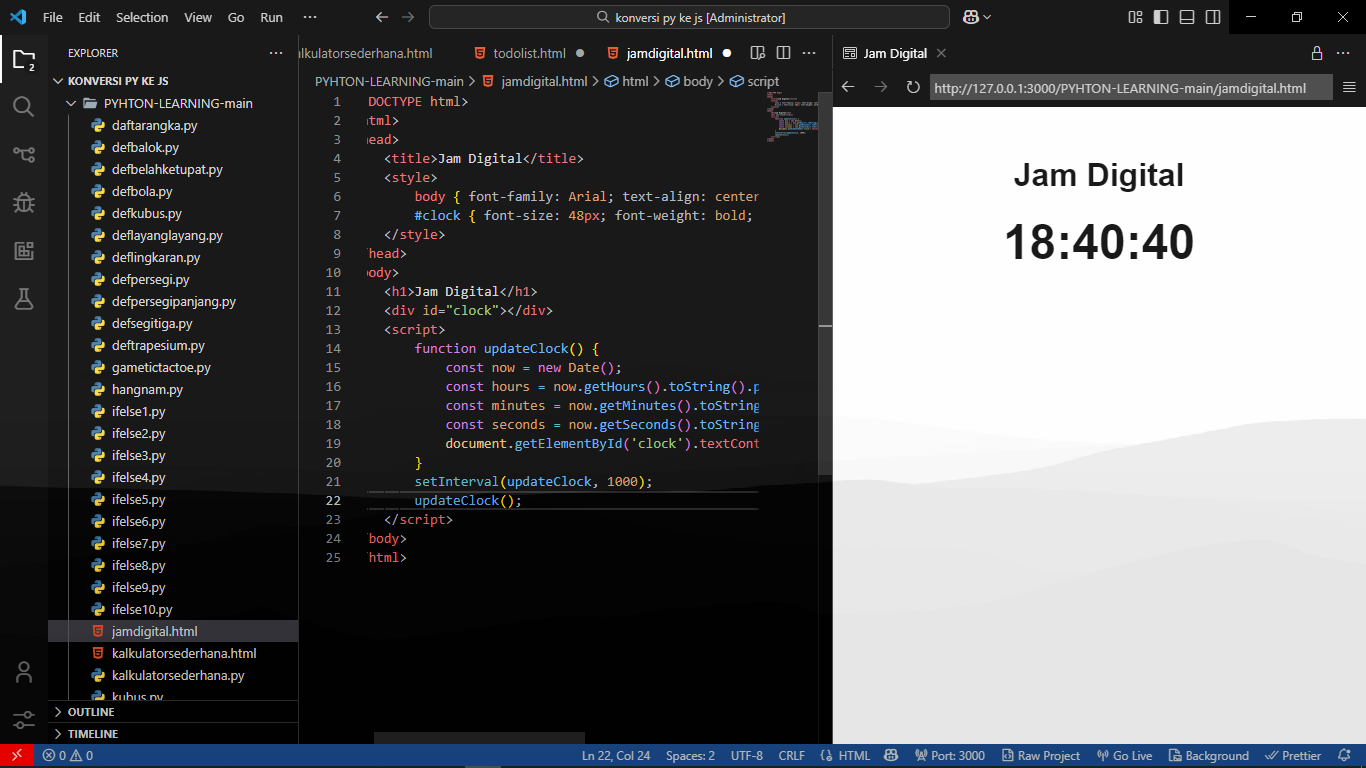 File Edit Selection View Go Run ···
konversi py ke js [Administrator]
EXPLORER
KONVERSI PY KE JS
PYHTON-LEARNING-main
daftarangka.py
defbalok.py
defbelahketupat.py
defbola.py
defkubus.py
deflayanglayang.py
deflingkaran.py
defpersegi.py
defpersegipanjang.py
defsegitiga.py
deftrapesium.py
gametictactoe.py
hangnam.py
ifelse1.py
ifelse2.py
ifelse3.py
ifelse4.py
ifelse5.py
ifelse6.py
ifelse7.py
ifelse8.py
ifelse9.py
ifelse10.py
jamdigital.html
kalkulatorsederhana.html
kalkulatorsederhana.py
kubus.py
OUTLINE
TIMELINE
2
alkulatorsederhana.html todolist.html jamdigital.html
PYHTON-LEARNING-main > jamdigital.html > html > body > script
1 DOCTYPE html>
2 html>
3 head>
4 <title>Jam Digital</title>
5 <style>
6 body { font-family: Arial; text-align: center
7 #clock { font-size: 48px; font-weight: bold;
8 </style>
9 head>
10 body>
11 <h1>Jam Digital</h1>
12 <div id="clock"></div>
13 <script>
14 function updateClock() {
15 const now = new Date();
16 const hours = now.getHours().toString().p
17 const minutes = now.getMinutes().toString
18 const seconds = now.getSeconds().toString
19 document.getElementById('clock').textCont
20 }
21 setInterval(updateClock, 1000);
22 updateClock();
23 </script>
24 body>
25 html>
Jam Digital
http://127.0.0.1:3000/PYHTON-LEARNING-main/jamdigital.html
Jam Digital
18:40:40
0 0 Ln 22, Col 24 Spaces: 2 UTF-8 CRLF HTML Port: 3000 Raw Project Go Live Background Prettier